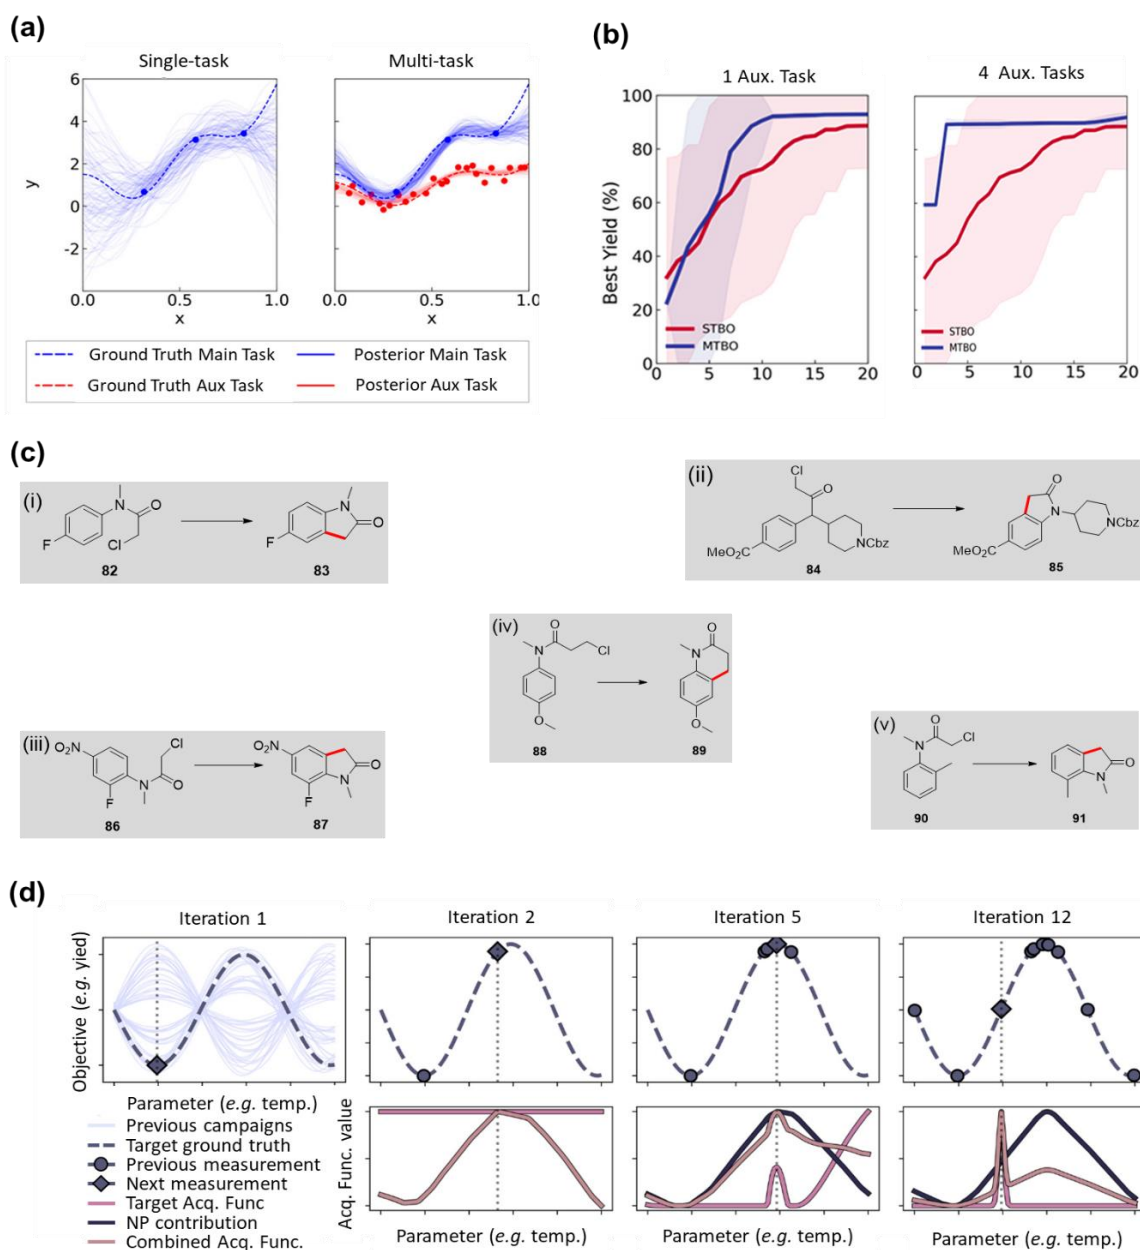 (a)
Single-task
Multi-task
y
6
4
2
0
-2
0.0
0.5
1.0
x
0.0
0.5
1.0
x
Ground Truth Main Task
Posterior Main Task
Ground Truth Aux Task
Posterior Aux Task
(b)
1 Aux. Task
4 Aux. Tasks
Best Yield (%)
100
80
60
40
20
0
STBO
MTBO
0
5
10
15
20
STBO
MTBO
0
5
10
15
20
(c)
(i)
N
O
F
Cl
82
N
O
F
83
(ii)
Cl
O
MeO₂C
NCbz
84
O
N
MeO₂C
NCbz
85
(iv)
O
N
Cl
O
88
O
N
O
89
(iii)
O₂N
Cl
N
O
F
86
O₂N
O
N
F
87
(v)
O
N
Cl
90
O
N
91
(d)
Iteration 1
Iteration 2
Iteration 5
Iteration 12
Objective (e.g. yied)
Parameter (e.g. temp.)
Previous campaigns
Target ground truth
Previous measurement
Next measurement
Target Acq. Func
NP contribution
Combined Acq. Func.
Acq. Func. value
Parameter (e.g. temp.)
Parameter (e.g. temp.)
Parameter (e.g. temp.)